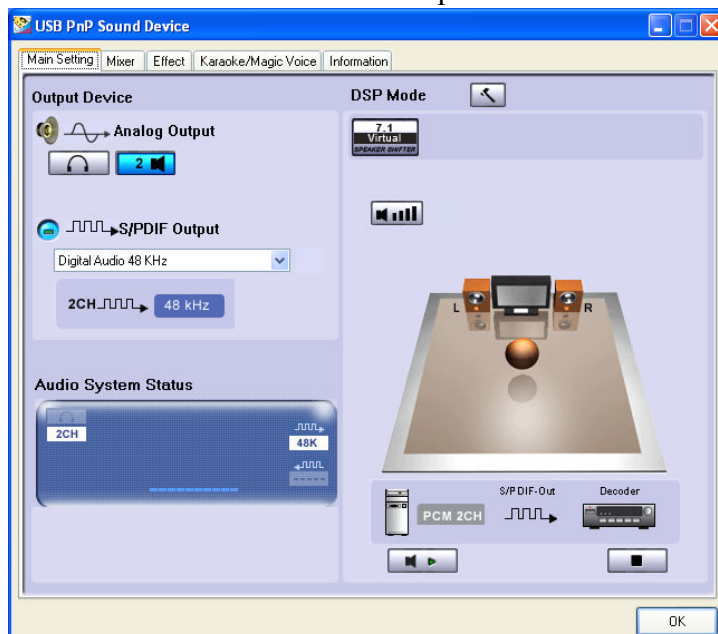 USB PnP Sound Device
Main Setting
Mixer
Effect
Karaoke/Magic Voice
Information
Output Device
Analog Output
2
S/PDIF Output
Digital Audio 48 KHz
2CH
48 kHz
Audio System Status
2CH
48K
-----
DSP Mode
7.1
Virtual
SPEAKER SHIFTER
L
R
S/PDIF-Out
Decoder
PCM 2CH
OK